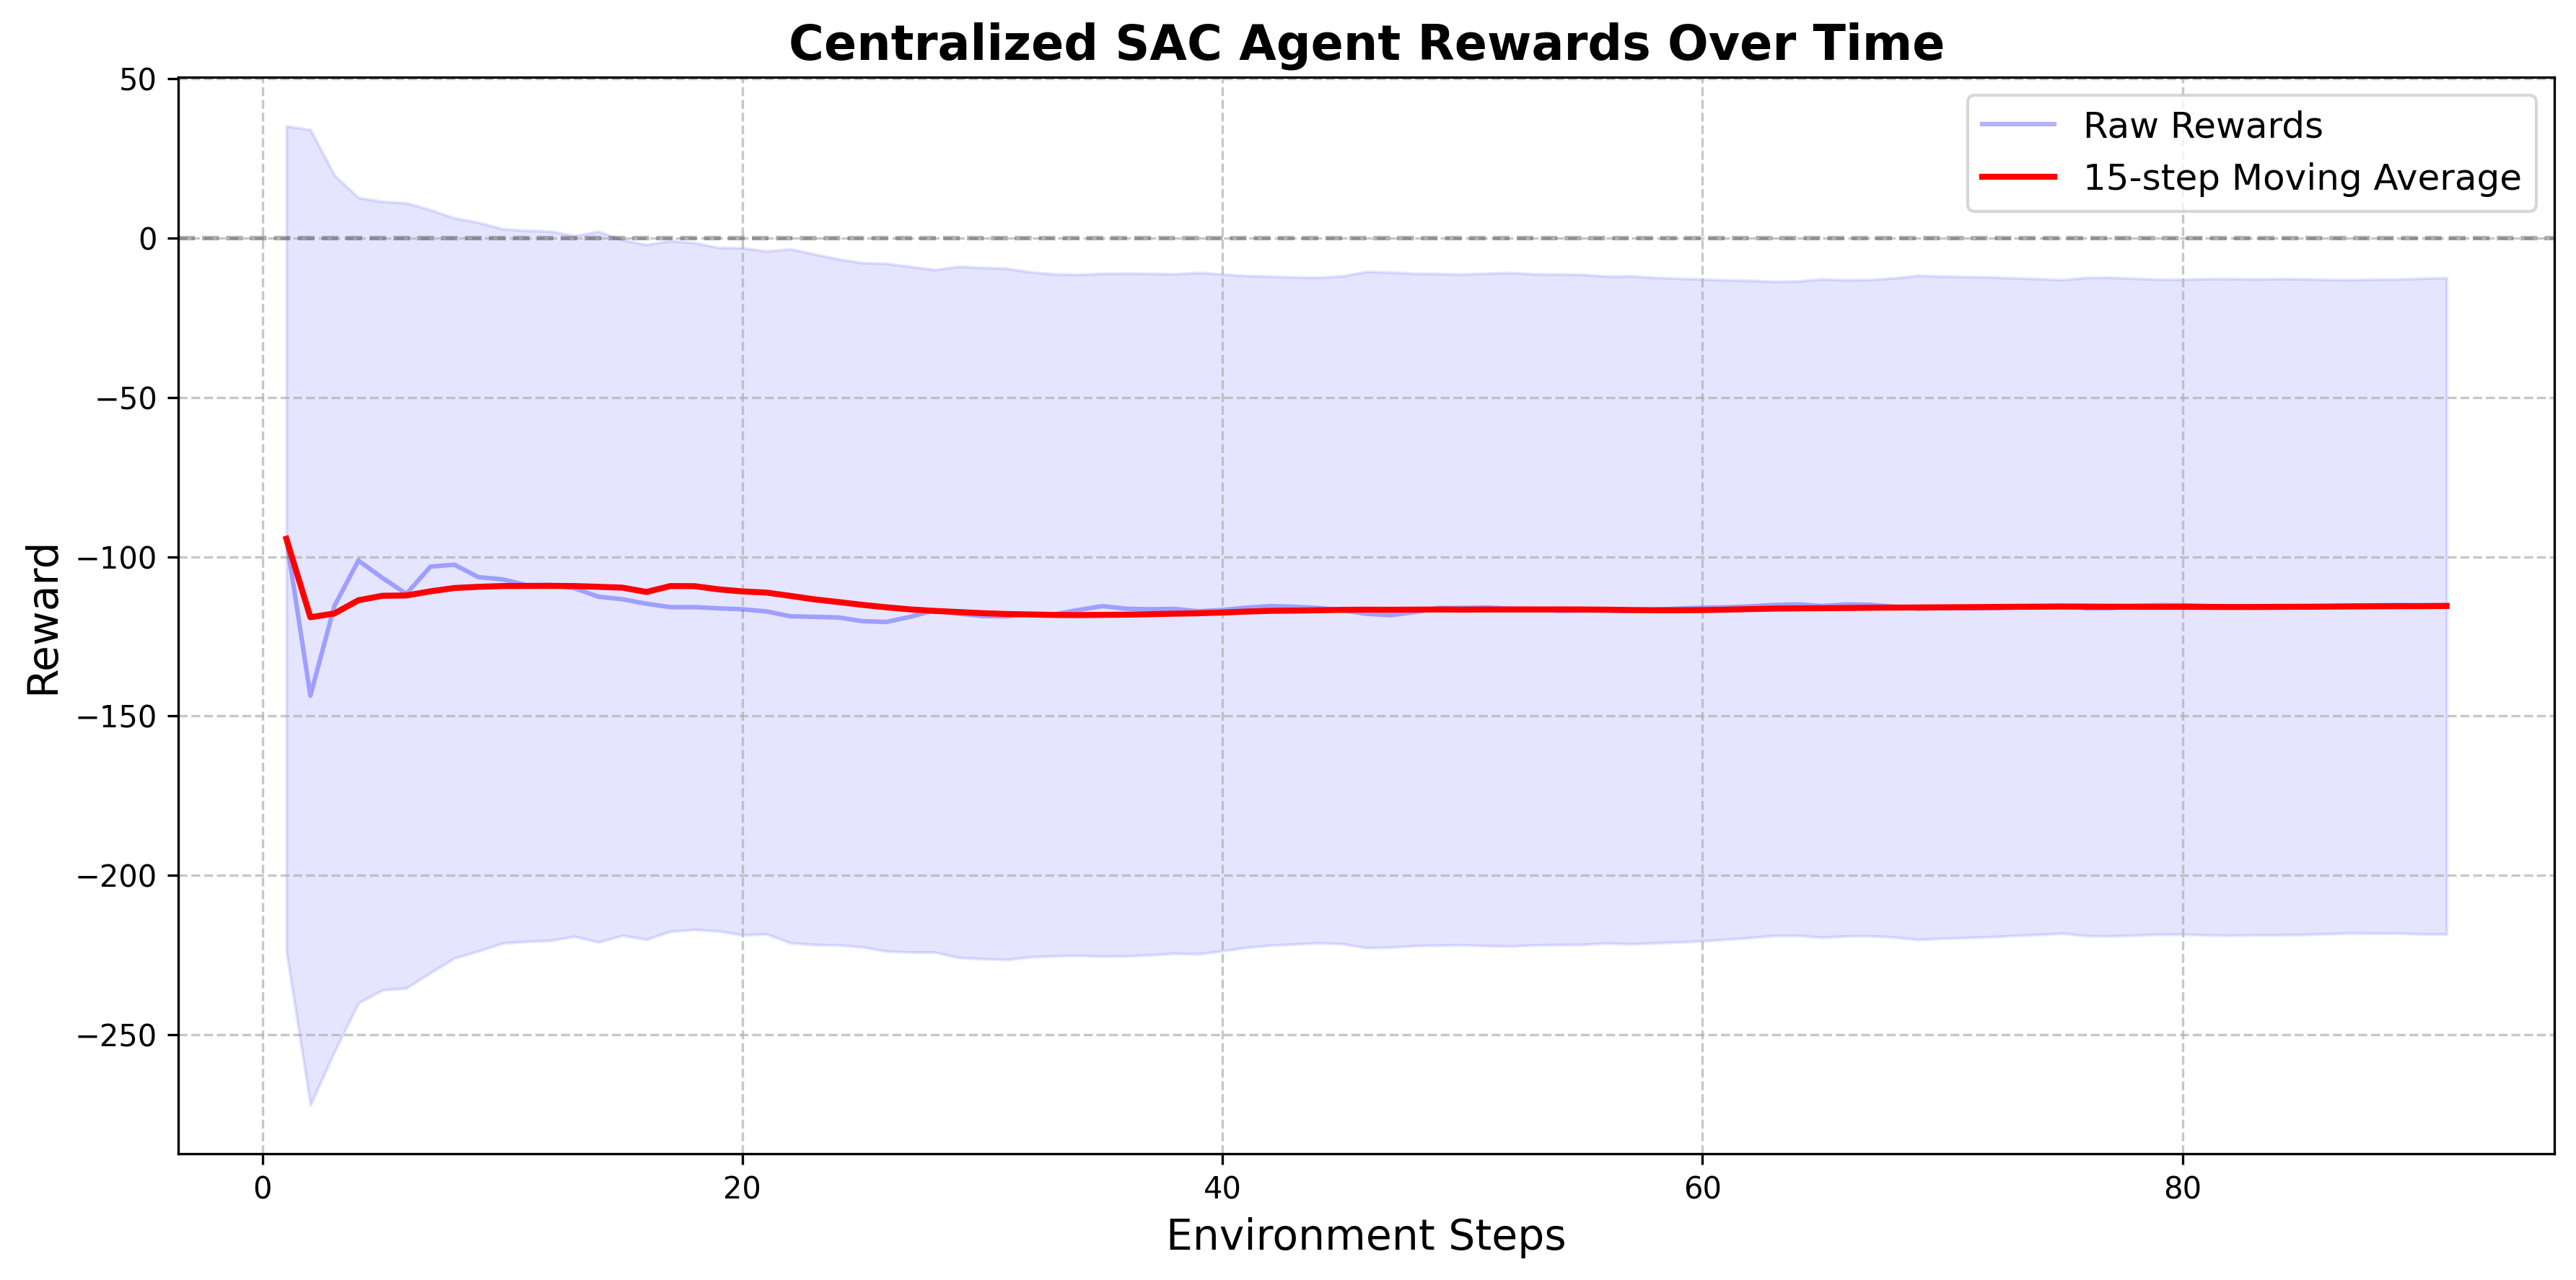 Centralized SAC Agent Rewards Over Time
50
0
−50
−100
−150
−200
−250
Reward
Raw Rewards
15-step Moving Average
0 20 40 60 80
Environment Steps